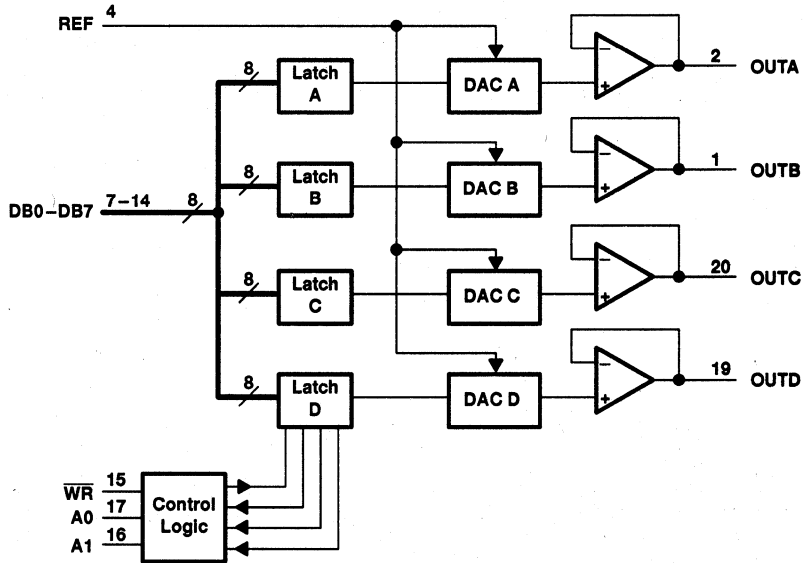 REF 4
8 Latch A
DAC A
− +
2 OUTA
8 Latch B
DAC B
− +
1 OUTB
DB0–DB7 7–14 8
8 Latch C
DAC C
− +
20 OUTC
8 Latch D
DAC D
− +
19 OUTD
WR 15
A0 17
A1 16
Control Logic